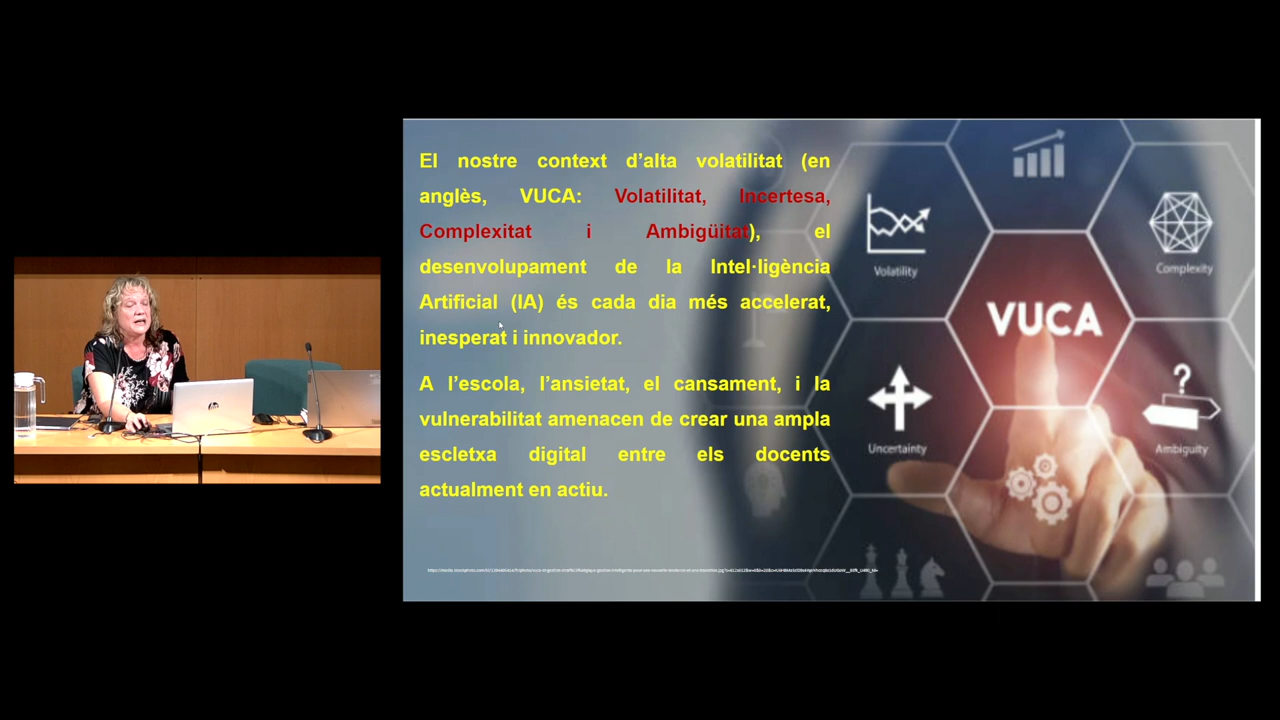 El nostre context d'alta volatilitat (en
anglès, VUCA: Volatilitat, Incertesa,
Complexitat i Ambigüitat), el
desenvolupament de la Intel·ligència
Artificial (IA) és cada dia més accelerat,
inesperat i innovador.
A l'escola, l'ansietat, el cansament, i la
vulnerabilitat amenacen de crear una ampla
escletxa digital entre els docents
actualment en actiu.
Volatility
Complexity
VUCA
Uncertainty
Ambiguity
hp